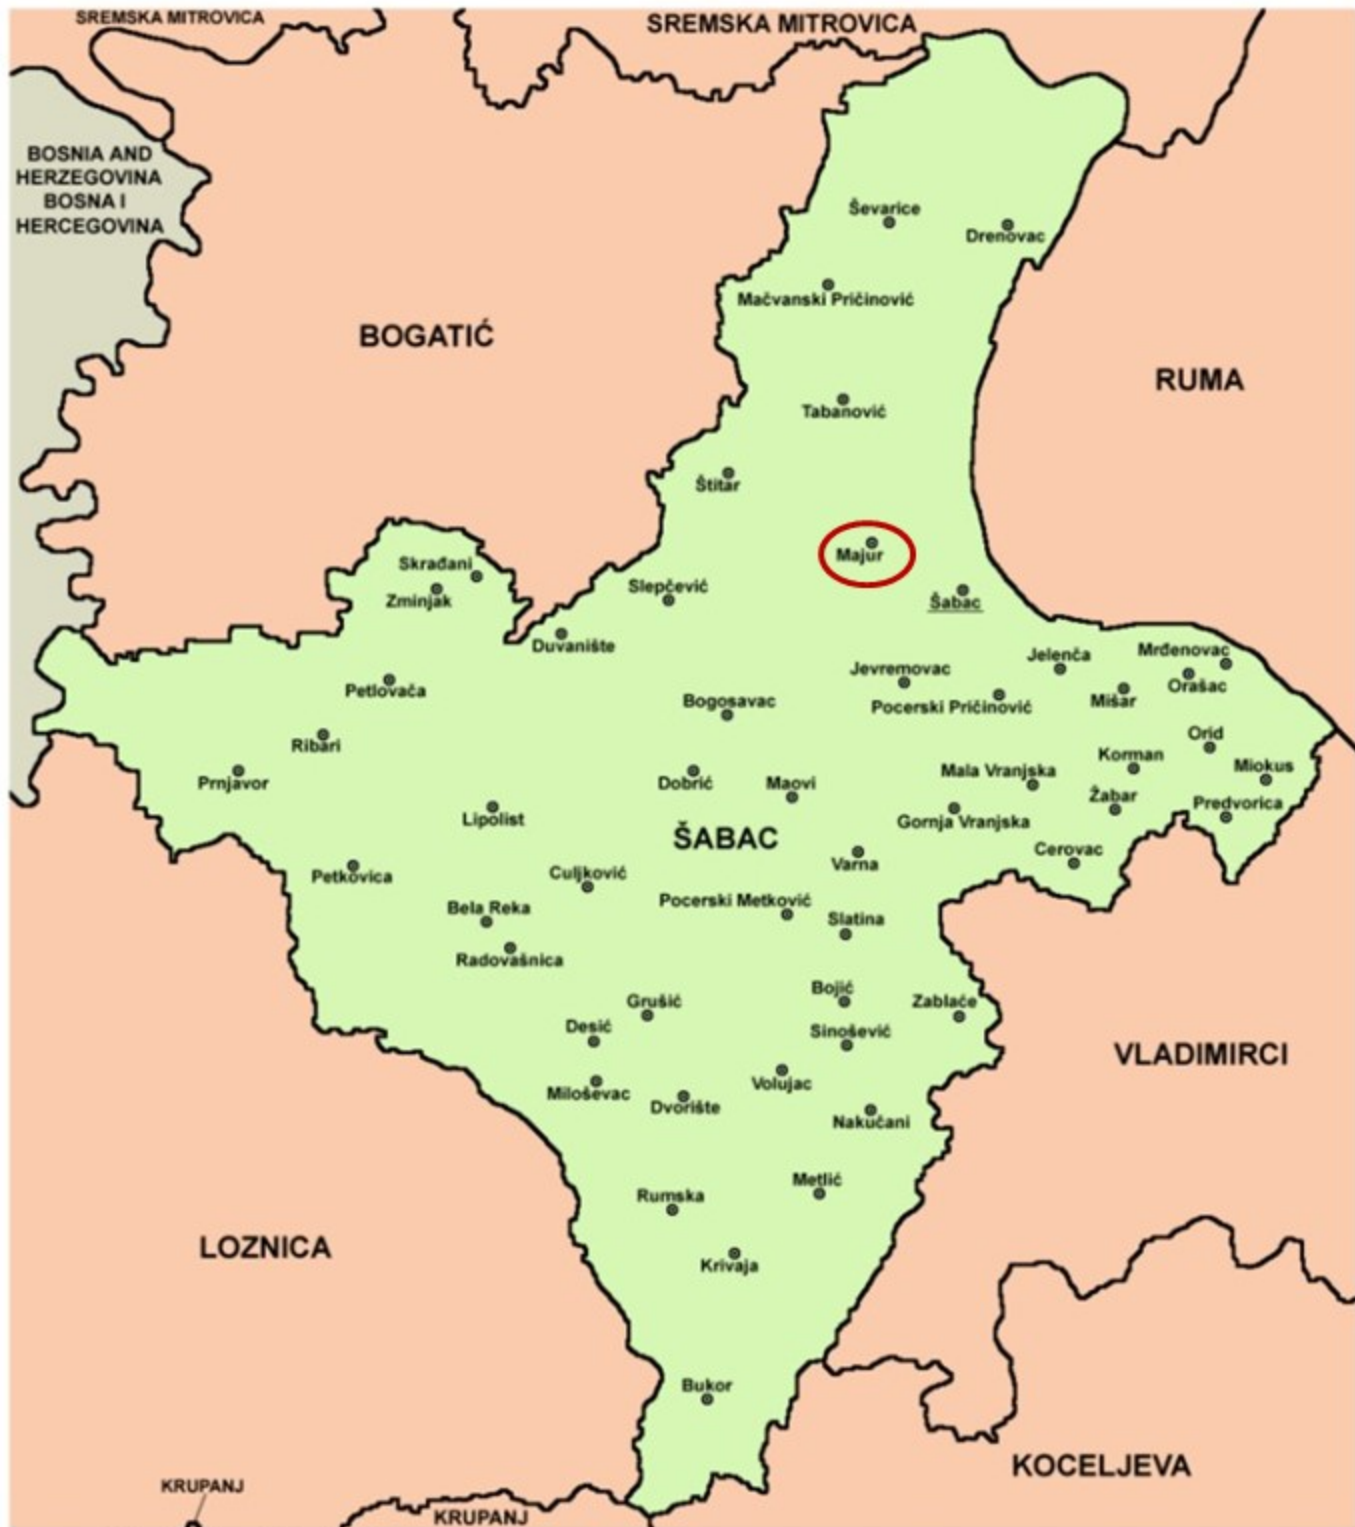 SREMSKA MITROVICA
SREMSKA MITROVICA
BOSNIA AND
HERZEGOVINA
BOSNA I
HERCEGOVINA
Ševarice
Drenovac
Mačvanski Pričinović
BOGATIĆ
RUMA
Tabanović
Štitar
Majur
Skrađani
Zminjak
Slepčević
Šabac
Duvanište
Mrđenovac
Jelenča
Jevremovac
Orašac
Petlovača
Mišar
Bogosavac
Pocerski Pričinović
Orid
Ribari
Korman
Miokus
Mala Vranjska
Prnjavor
Dobrić
Maovi
Žabar
Predvorica
Lipolist
Gornja Vranjska
ŠABAC
Cerovac
Varna
Petkovica
Culjković
Pocerski Metković
Bela Reka
Slatina
Radovašnica
Bojić
Zablaće
Grušić
Desić
Sinošević
VLADIMIRCI
Volujac
Miloševac
Dvorište
Nakučani
Metlić
Rumska
LOZNICA
Krivaja
Bukor
KOCELJEVA
KRUPANJ
KRUPANJ